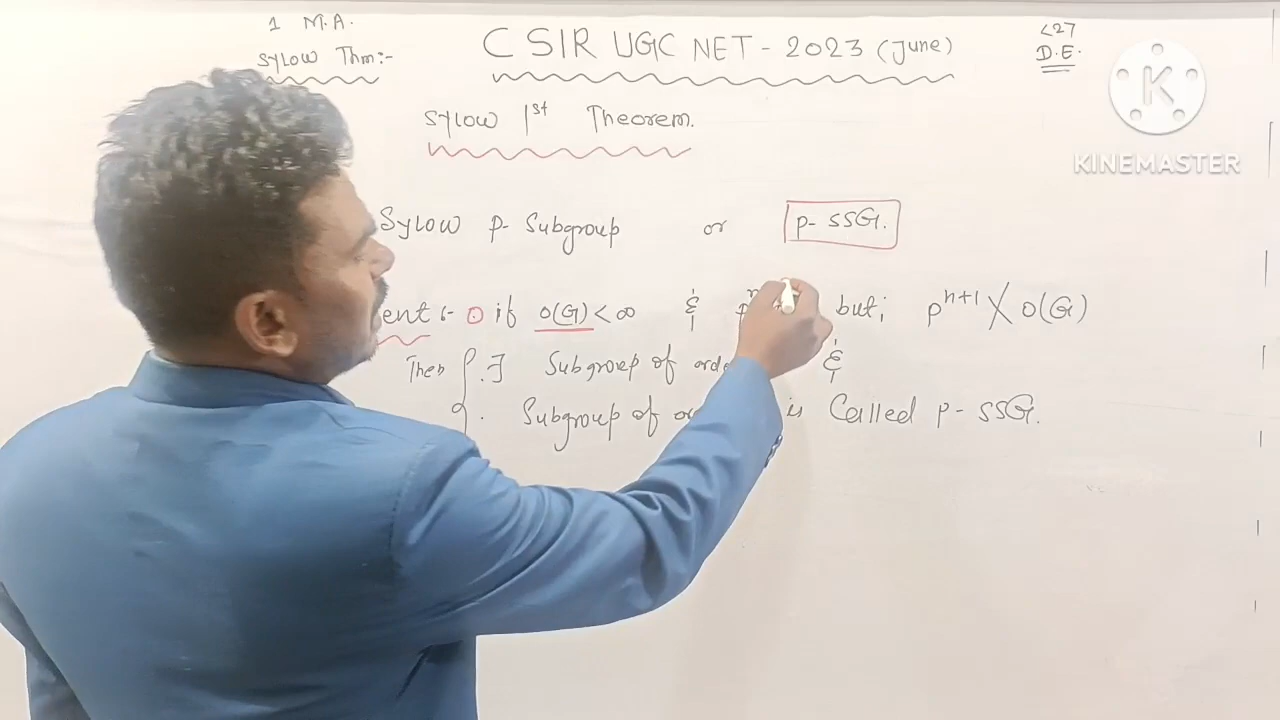 1 M.A.
Sylow Thm:-
CSIR UGC NET - 2023 (June)
<27
D.E.
KINEMASTER
Sylow 1st Theorem.
Sylow p- Subgroup or p- SSG.
if o(G) < ∞ & but; p^{n+1} ∤ o(G)
Then ∃ Subgroup of &
Subgroup of is Called p- SSG.